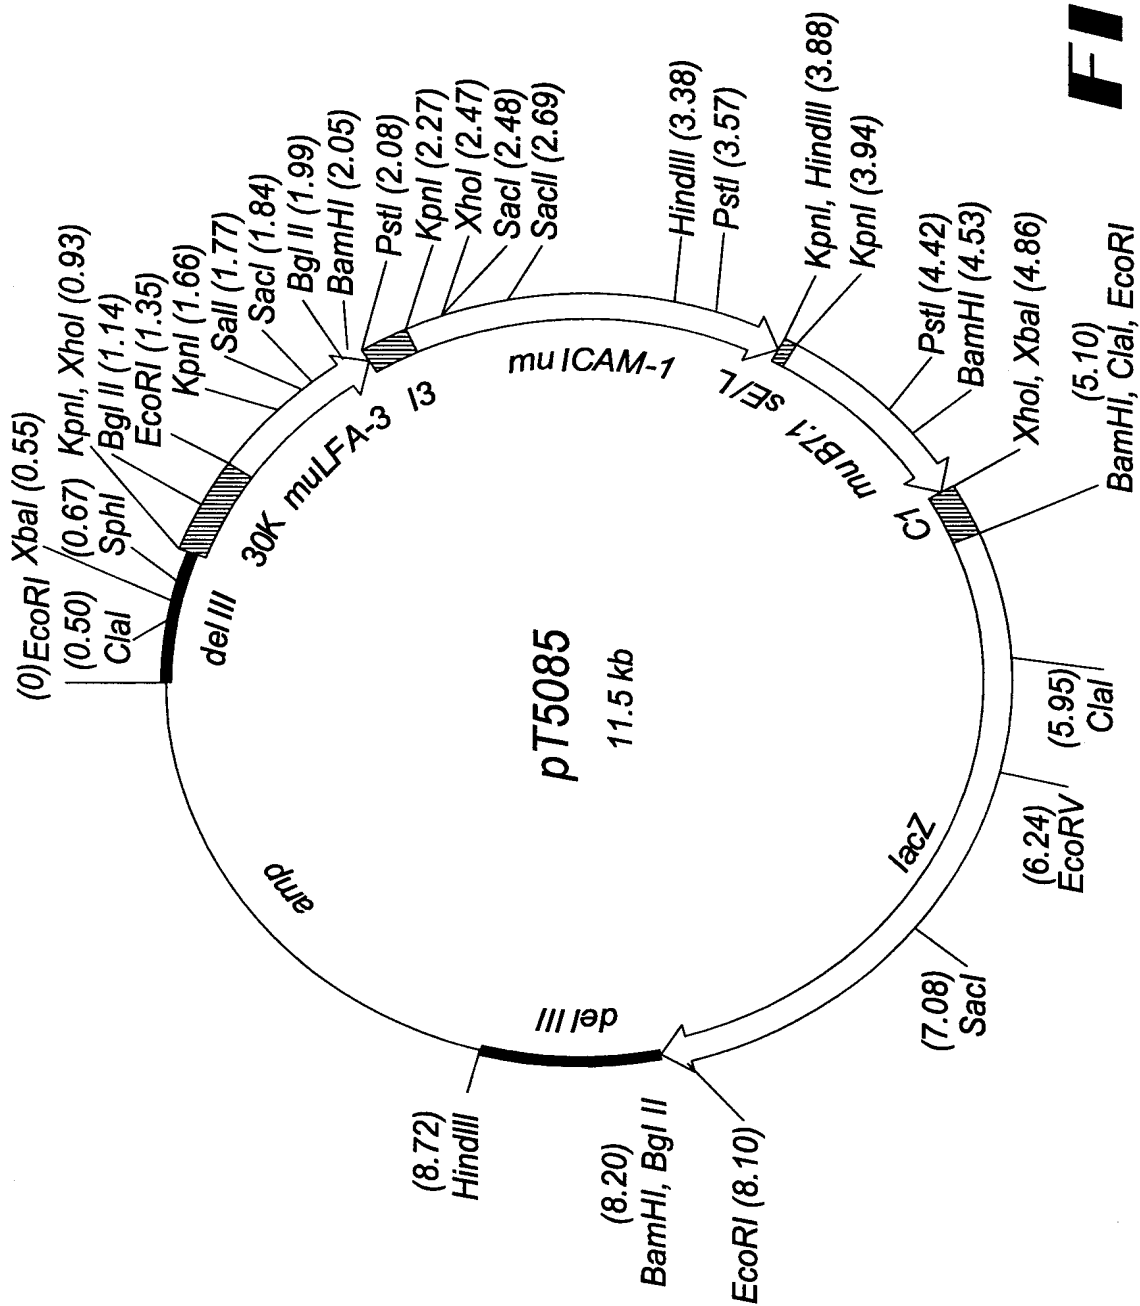 FI
(0)EcoRI
(0.50)
ClaI
XbaI (0.55)
(0.67)
SphI
KpnI, XhoI (0.93)
Bgl II (1.14)
EcoRI (1.35)
KpnI (1.66)
SalI (1.77)
SacI (1.84)
Bgl II (1.99)
BamHI (2.05)
PstI (2.08)
KpnI (2.27)
XhoI (2.47)
SacI (2.48)
SacII (2.69)
HindIII (3.38)
PstI (3.57)
KpnI, HindIII (3.88)
KpnI (3.94)
PstI (4.42)
BamHI (4.53)
XhoI, XbaI (4.86)
(5.10)
BamHI, ClaI, EcoRI
(5.95)
ClaI
(6.24)
EcoRV
(7.08)
SacI
EcoRI (8.10)
(8.20)
BamHI, Bgl II
(8.72)
HindIII
del III
30K
muLFA-3
I3
mu ICAM-1
sE/L
mu B7.1
C1
lacZ
del III
amp
pT5085
11.5 kb